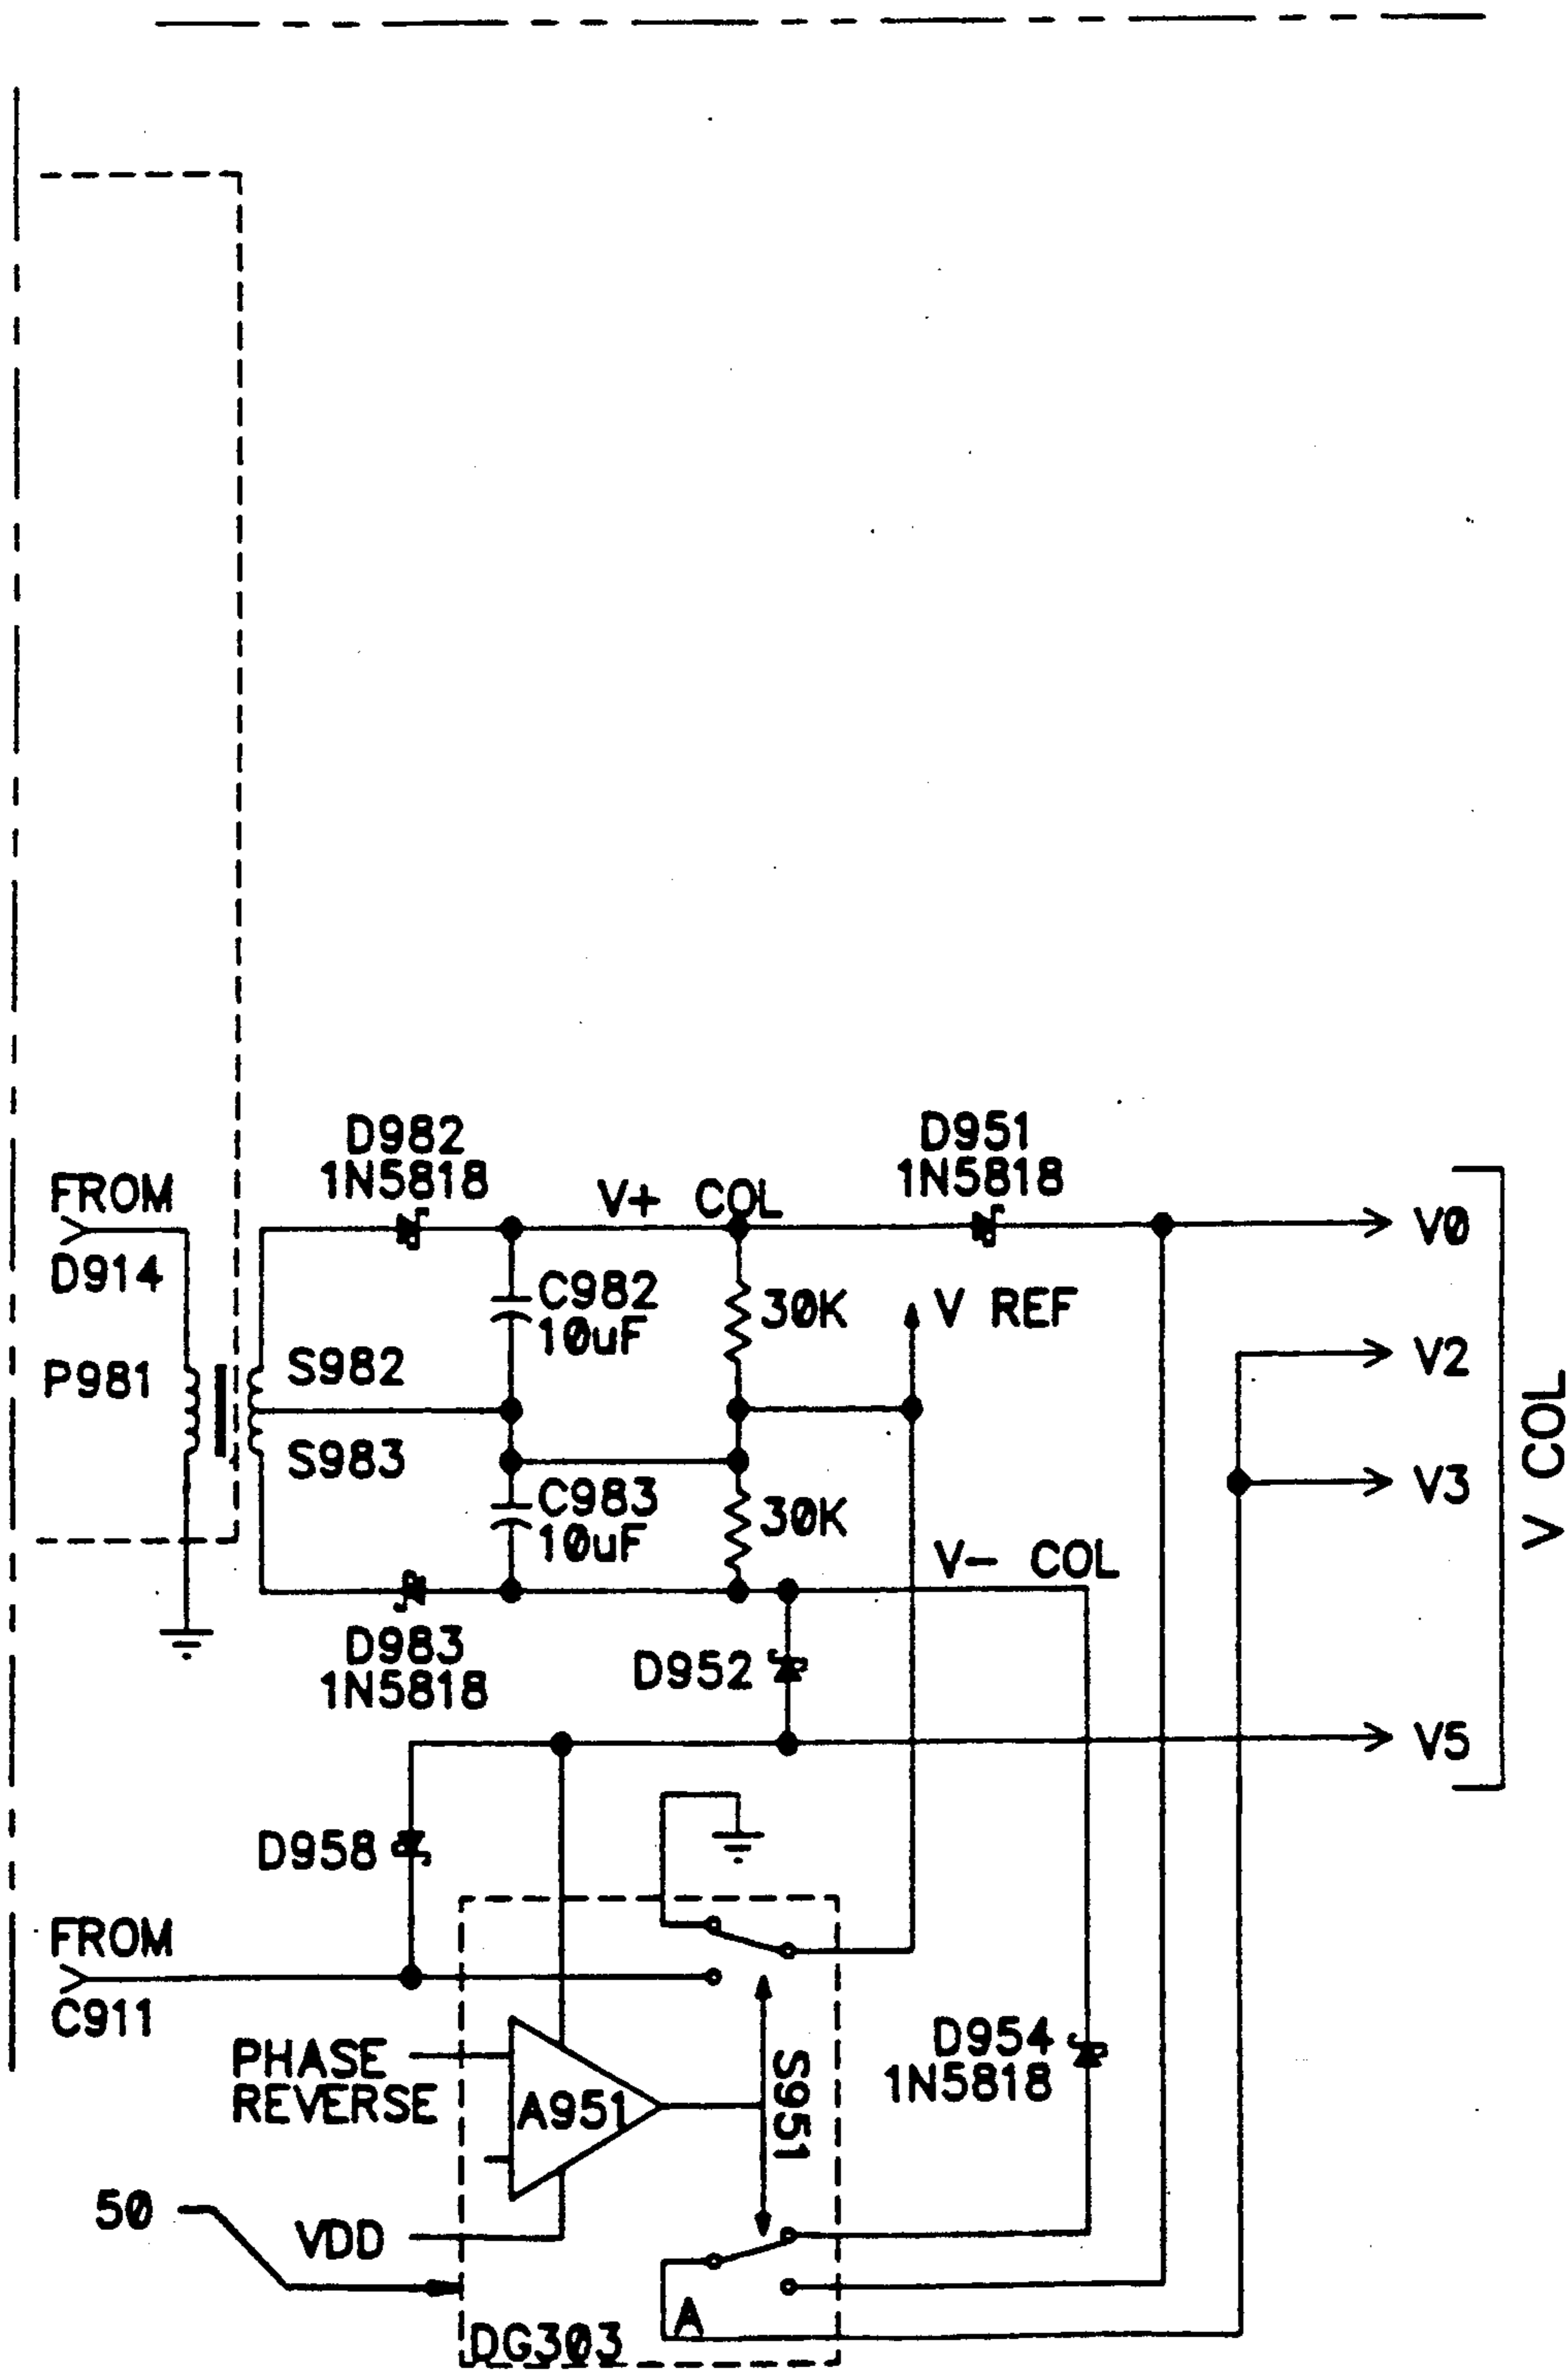 D982
1N5818
D951
1N5818
FROM
D914
V+ COL
V0
C982
10uF
30K
V REF
P981
S982
V2
S983
V3
V COL
C983
10uF
30K
V- COL
D983
1N5818
D952
V5
D958
FROM
C911
PHASE
REVERSE
A951
S951
D954
1N5818
50
VDD
A
DG303